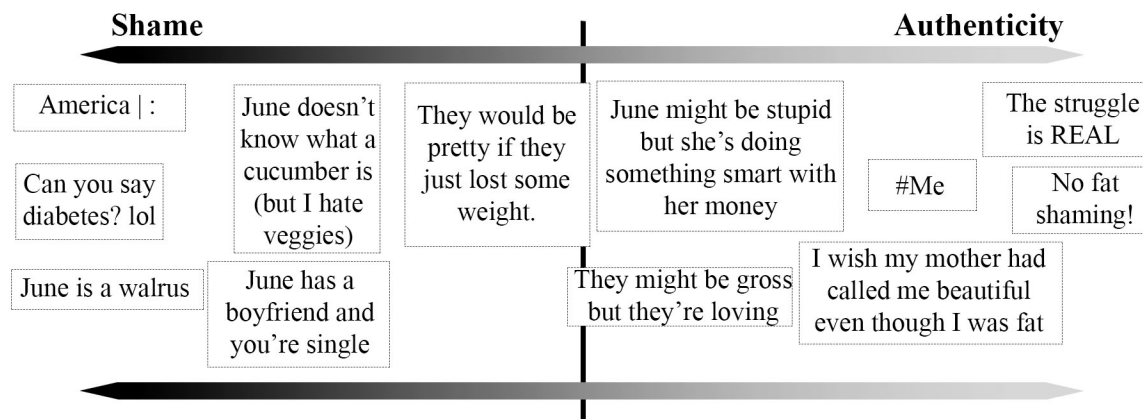 Shame
Authenticity
America | :
Can you say
diabetes? lol
June is a walrus
June doesn’t
know what a
cucumber is
(but I hate
veggies)
June has a
boyfriend and
you’re single
They would be
pretty if they
just lost some
weight.
June might be stupid
but she’s doing
something smart with
her money
They might be gross
but they’re loving
#Me
I wish my mother had
called me beautiful
even though I was fat
The struggle
is REAL
No fat
shaming!